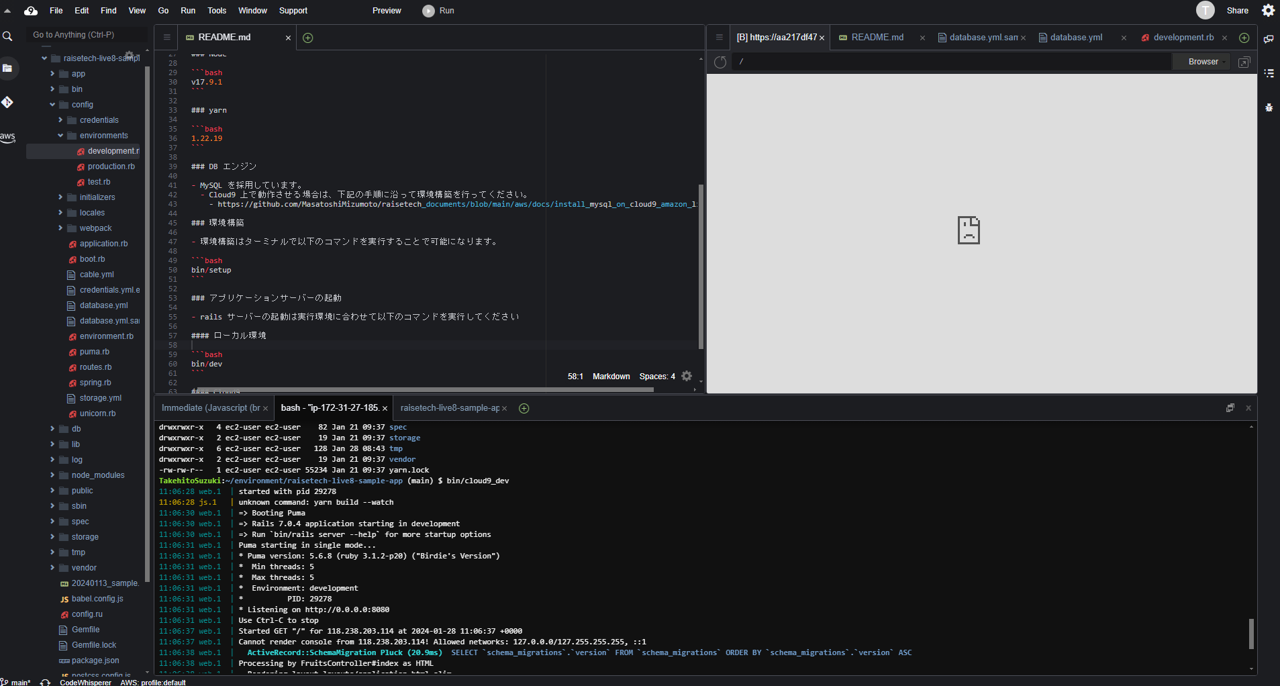 File Edit Find View Go Run Tools Window Support Preview Run T Share
Go to Anything (Ctrl-P)
README.md
[B] https://aa217df47
README.md
database.yml.sam
database.yml
development.rb
/
Browser
aws
raisetech-live8-sampl
app
bin
config
credentials
environments
development.r
production.rb
test.rb
initializers
locales
webpack
application.rb
boot.rb
cable.yml
credentials.yml.e
database.yml
database.yml.sa
environment.rb
puma.rb
routes.rb
spring.rb
storage.yml
unicorn.rb
db
lib
log
node_modules
public
sbin
spec
storage
tmp
vendor
20240113_sample.
babel.config.js
config.ru
Gemfile
Gemfile.lock
package.json
postcss.config.js
### Node
28
29 ```bash
30 v17.9.1
31 ```
32
33 ### yarn
34
35 ```bash
36 1.22.19
37 ```
38
39 ### DB エンジン
40
41 - MySQL を採用しています。
42 - Cloud9 上で動作させる場合は、下記の手順に沿って環境構築を行ってください。
43 - https://github.com/MasatoshiMizumoto/raisetech_documents/blob/main/aws/docs/install_mysql_on_cloud9_amazon_l
44
45 ### 環境構築
46
47 - 環境構築はターミナルで以下のコマンドを実行することで可能になります。
48
49 ```bash
50 bin/setup
51 ```
52
53 ### アプリケーションサーバーの起動
54
55 - rails サーバーの起動は実行環境に合わせて以下のコマンドを実行してください
56
57 #### ローカル環境
58
59 ```bash
60 bin/dev
61 ```
62
63 #### Cloud9
58:1 Markdown Spaces: 4
Immediate (Javascript (br
bash - "ip-172-31-27-185.
raisetech-live8-sample-ap
drwxrwxr-x 4 ec2-user ec2-user 82 Jan 21 09:37 spec
drwxrwxr-x 2 ec2-user ec2-user 19 Jan 21 09:37 storage
drwxrwxr-x 6 ec2-user ec2-user 128 Jan 28 08:43 tmp
drwxrwxr-x 2 ec2-user ec2-user 19 Jan 21 09:37 vendor
-rw-rw-r-- 1 ec2-user ec2-user 55234 Jan 21 09:37 yarn.lock
TakehitoSuzuki:~/environment/raisetech-live8-sample-app (main) $ bin/cloud9_dev
11:06:28 web.1 | started with pid 29278
11:06:28 js.1 | unknown command: yarn build --watch
11:06:30 web.1 | => Booting Puma
11:06:30 web.1 | => Rails 7.0.4 application starting in development
11:06:30 web.1 | => Run `bin/rails server --help` for more startup options
11:06:31 web.1 | Puma starting in single mode...
11:06:31 web.1 | * Puma version: 5.6.8 (ruby 3.1.2-p20) ("Birdie's Version")
11:06:31 web.1 | * Min threads: 5
11:06:31 web.1 | * Max threads: 5
11:06:31 web.1 | * Environment: development
11:06:31 web.1 | * PID: 29278
11:06:31 web.1 | * Listening on http://0.0.0.0:8080
11:06:31 web.1 | Use Ctrl-C to stop
11:06:37 web.1 | Started GET "/" for 118.238.203.114 at 2024-01-28 11:06:37 +0000
11:06:37 web.1 | Cannot render console from 118.238.203.114! Allowed networks: 127.0.0.0/127.255.255.255, ::1
11:06:38 web.1 | ActiveRecord::SchemaMigration Pluck (20.9ms) SELECT `schema_migrations`.`version` FROM `schema_migrations` ORDER BY `schema_migrations`.`version` ASC
11:06:38 web.1 | Processing by FruitsController#index as HTML
main* CodeWhisperer AWS: profile:default